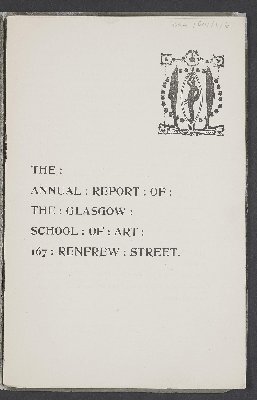 THE :
ANNUAL : REPORT : OF :
THE : GLASGOW :
SCHOOL : OF : ART :
167 : RENFREW : STREET.